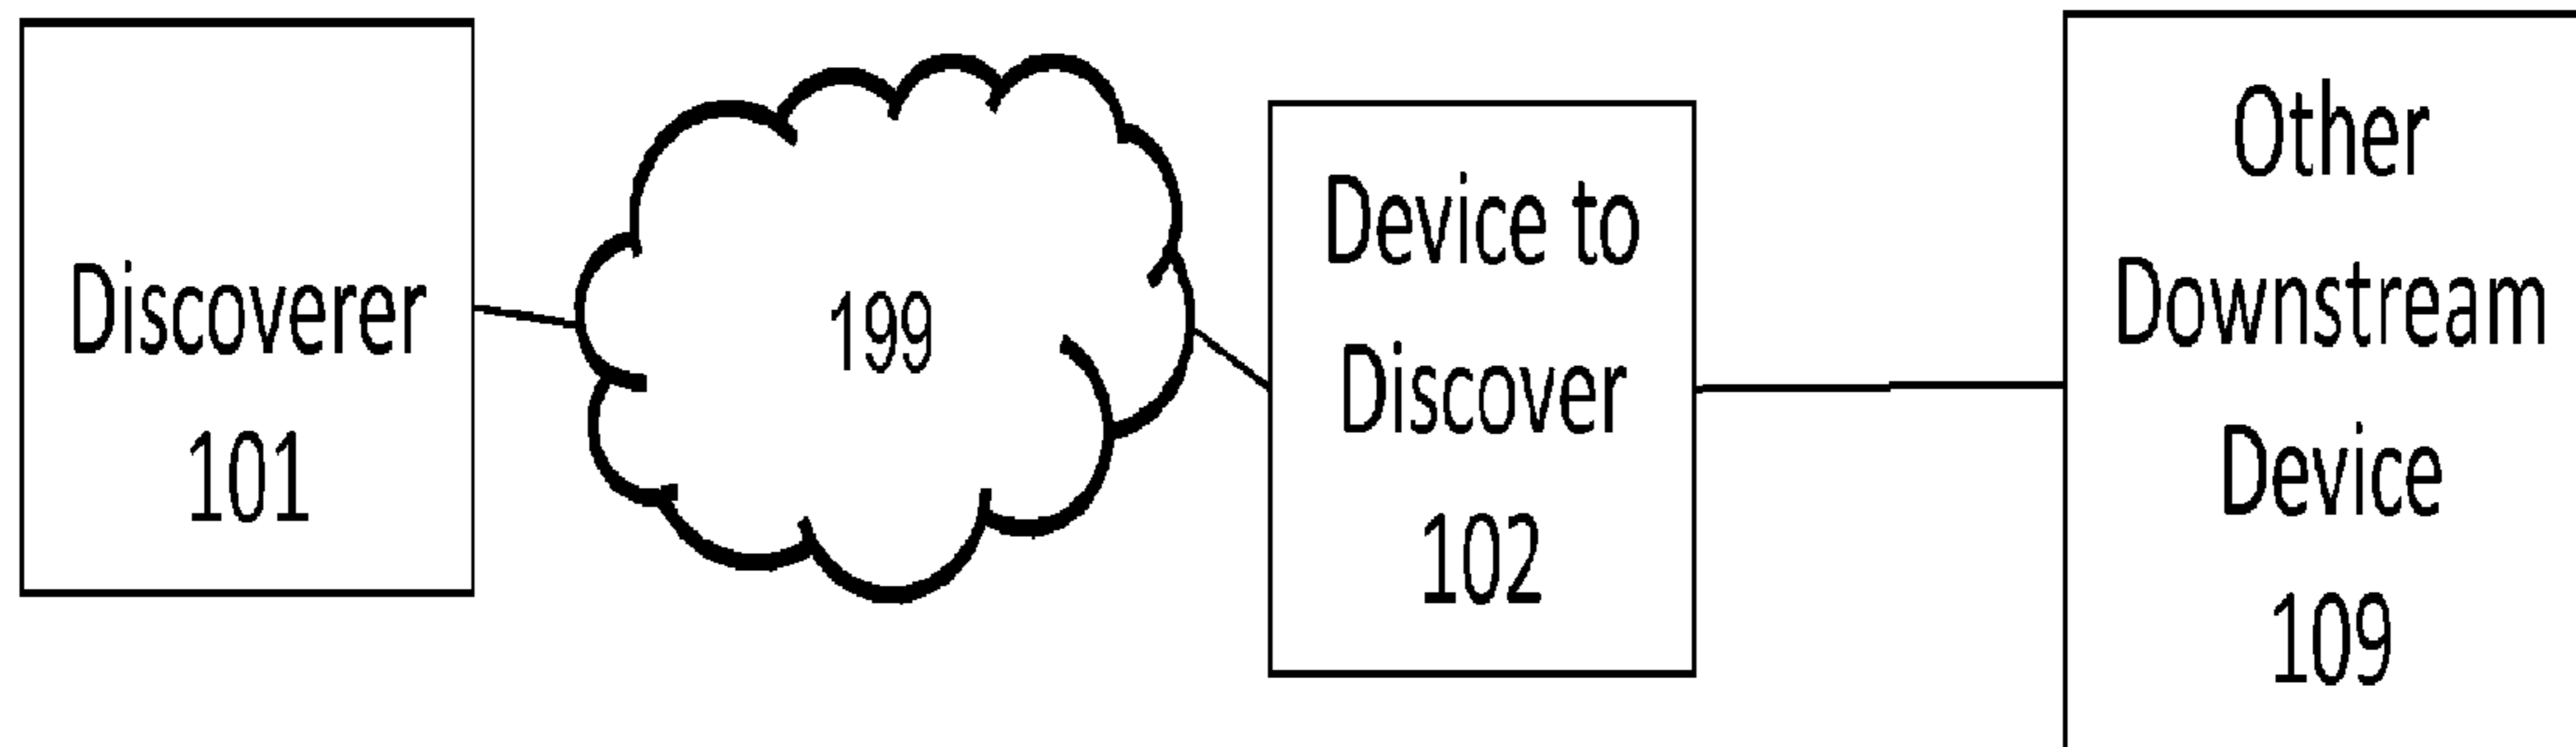 Discoverer
101
199
Device to
Discover
102
Other
Downstream
Device
109